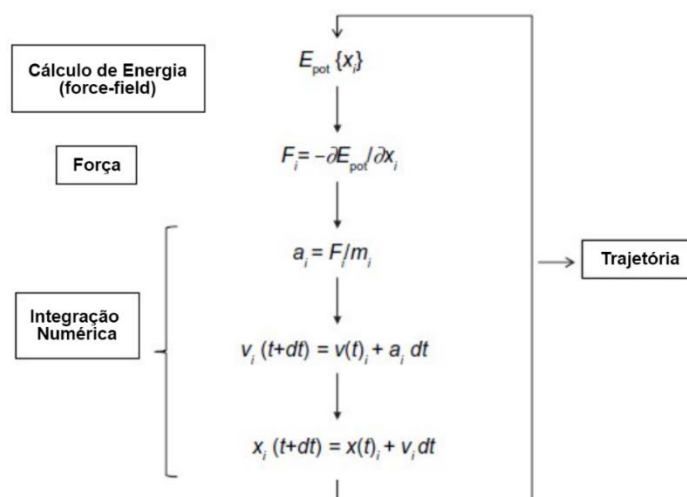 Cálculo de Energia
(force-field)
E_pot {x_i}
Força
F_i = −∂E_pot/∂x_i
a_i = F_i/m_i
Trajetória
Integração
Numérica
v_i (t+dt) = v(t)_i + a_i dt
x_i (t+dt) = x(t)_i + v_i dt